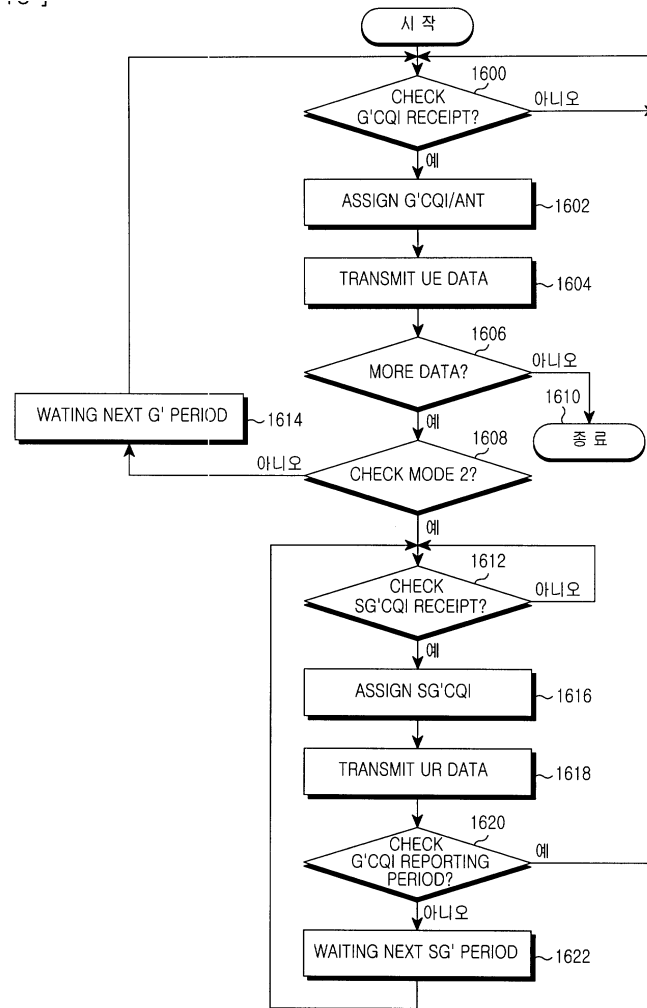 시 작
1600
CHECK
G'CQI RECEIPT?
아니오
예
ASSIGN G'CQI/ANT
1602
TRANSMIT UE DATA
1604
1606
MORE DATA?
아니오
1610
종 료
예
WATING NEXT G' PERIOD
1614
1608
CHECK MODE 2?
아니오
예
1612
CHECK
SG'CQI RECEIPT?
아니오
예
ASSIGN SG'CQI
1616
TRANSMIT UR DATA
1618
1620
CHECK
G'CQI REPORTING
PERIOD?
예
아니오
WAITING NEXT SG' PERIOD
1622